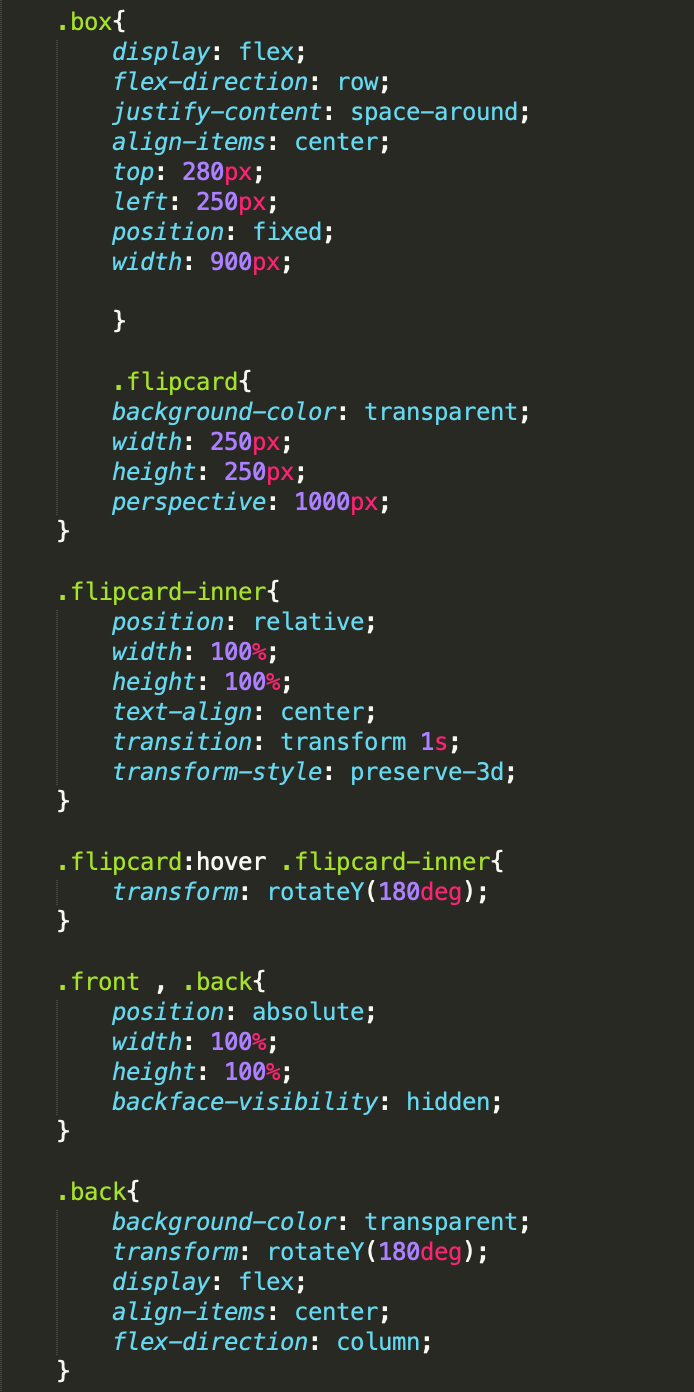 .box{
display: flex;
flex-direction: row;
justify-content: space-around;
align-items: center;
top: 280px;
left: 250px;
position: fixed;
width: 900px;
}
.flipcard{
background-color: transparent;
width: 250px;
height: 250px;
perspective: 1000px;
}
.flipcard-inner{
position: relative;
width: 100%;
height: 100%;
text-align: center;
transition: transform 1s;
transform-style: preserve-3d;
}
.flipcard:hover .flipcard-inner{
transform: rotateY(180deg);
}
.front , .back{
position: absolute;
width: 100%;
height: 100%;
backface-visibility: hidden;
}
.back{
background-color: transparent;
transform: rotateY(180deg);
display: flex;
align-items: center;
flex-direction: column;
}